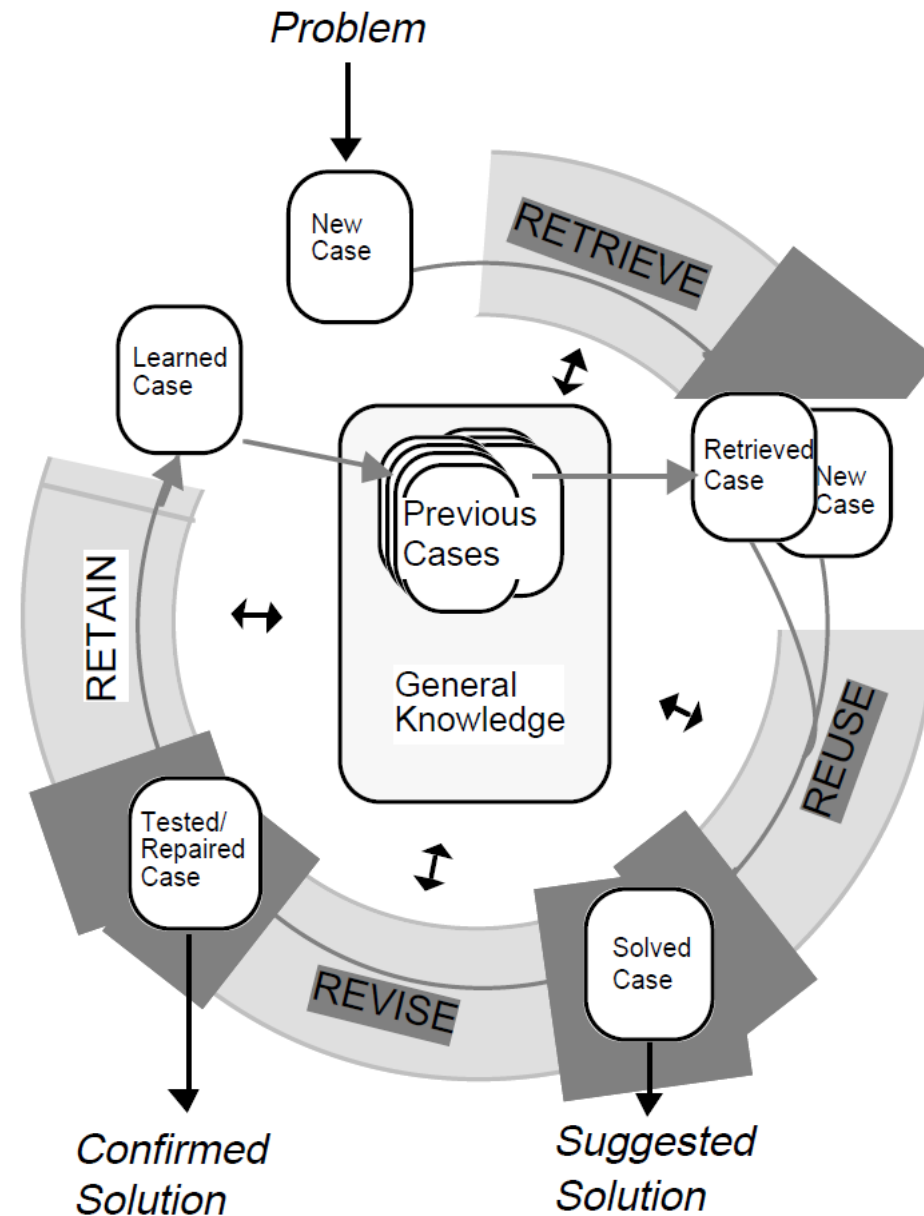 Problem
New
Case
RETRIEVE
Learned
Case
Retrieved
Case
New
Case
Previous
Cases
General
Knowledge
RETAIN
REUSE
Tested/
Repaired
Case
Solved
Case
REVISE
Confirmed
Solution
Suggested
Solution